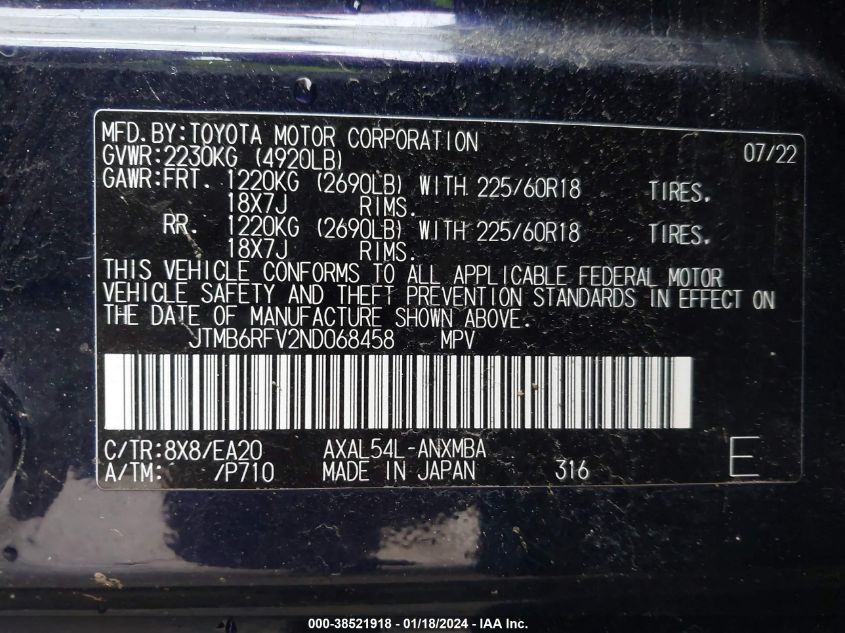 MFD.BY:TOYOTA MOTOR CORPORATION 07/22
GVWR:2230KG (4920LB)
GAWR:FRT. 1220KG (2690LB) WITH 225/60R18 TIRES.
18X7J RIMS.
RR. 1220KG (2690LB) WITH 225/60R18 TIRES.
18X7J RIMS.
THIS VEHICLE CONFORMS TO ALL APPLICABLE FEDERAL MOTOR
VEHICLE SAFETY AND THEFT PREVENTION STANDARDS IN EFFECT ON
THE DATE OF MANUFACTURE SHOWN ABOVE.
JTMB6RFV2ND068458 MPV
C/TR:8X8/EA20 AXAL54L-ANXMBA E
A/TM: /P710 MADE IN JAPAN 316
000-38521918 - 01/18/2024 - IAA Inc.